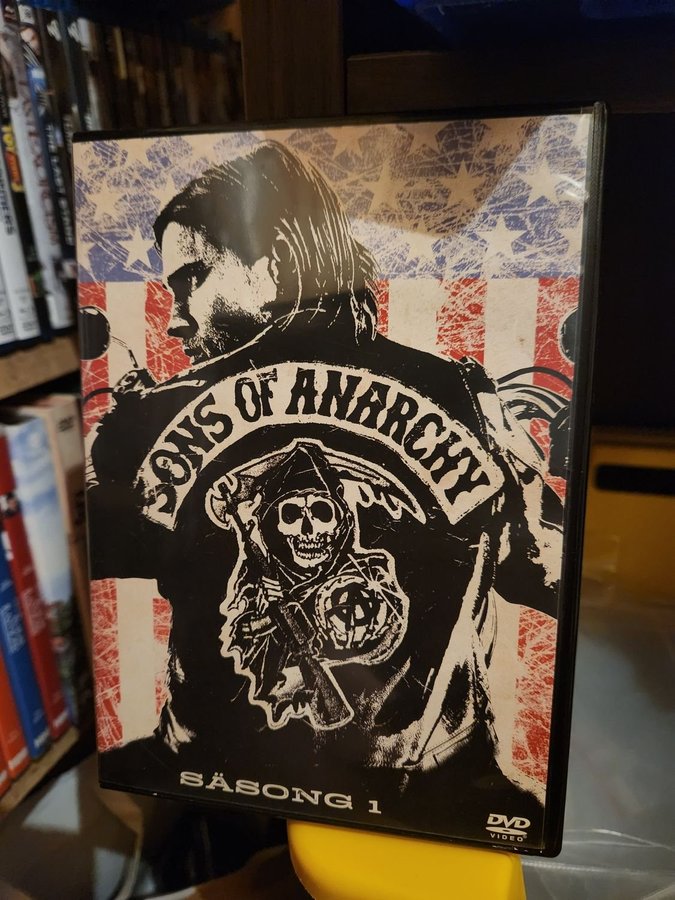 SONS OF ANARCHY
SÄSONG 1
DVD
VIDEO